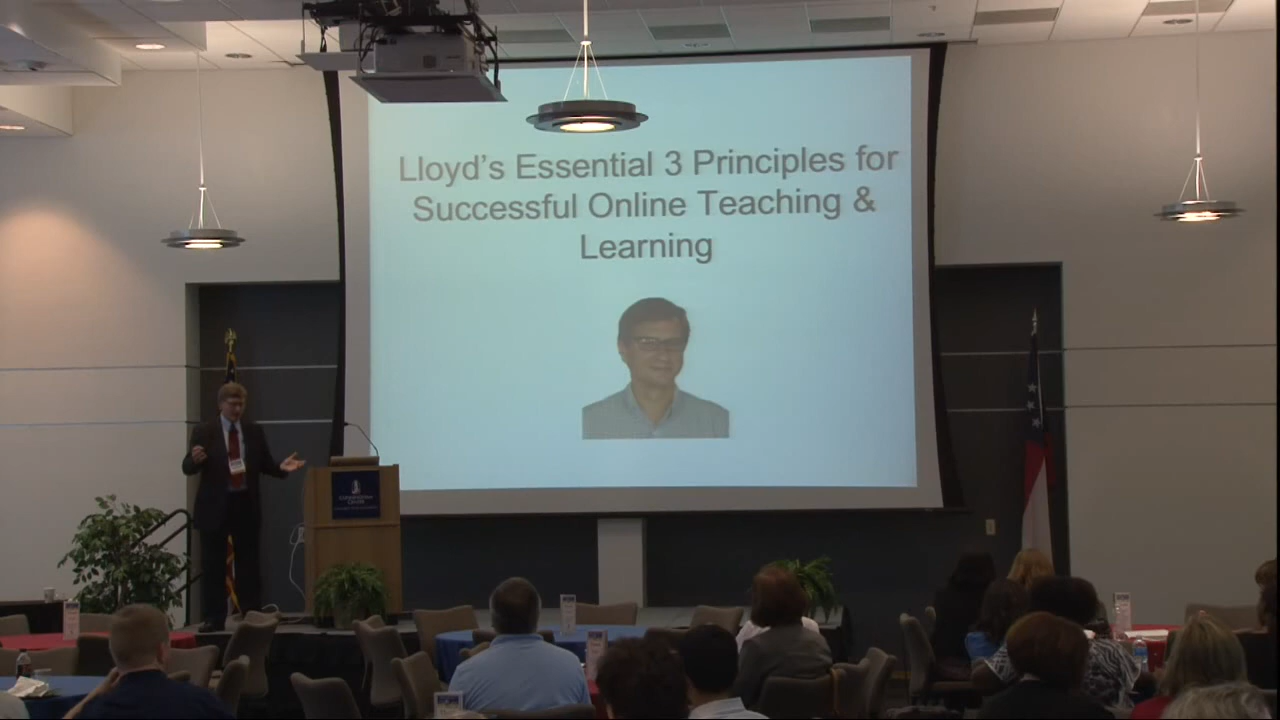 Lloyd's Essential 3 Principles for
Successful Online Teaching &
Learning